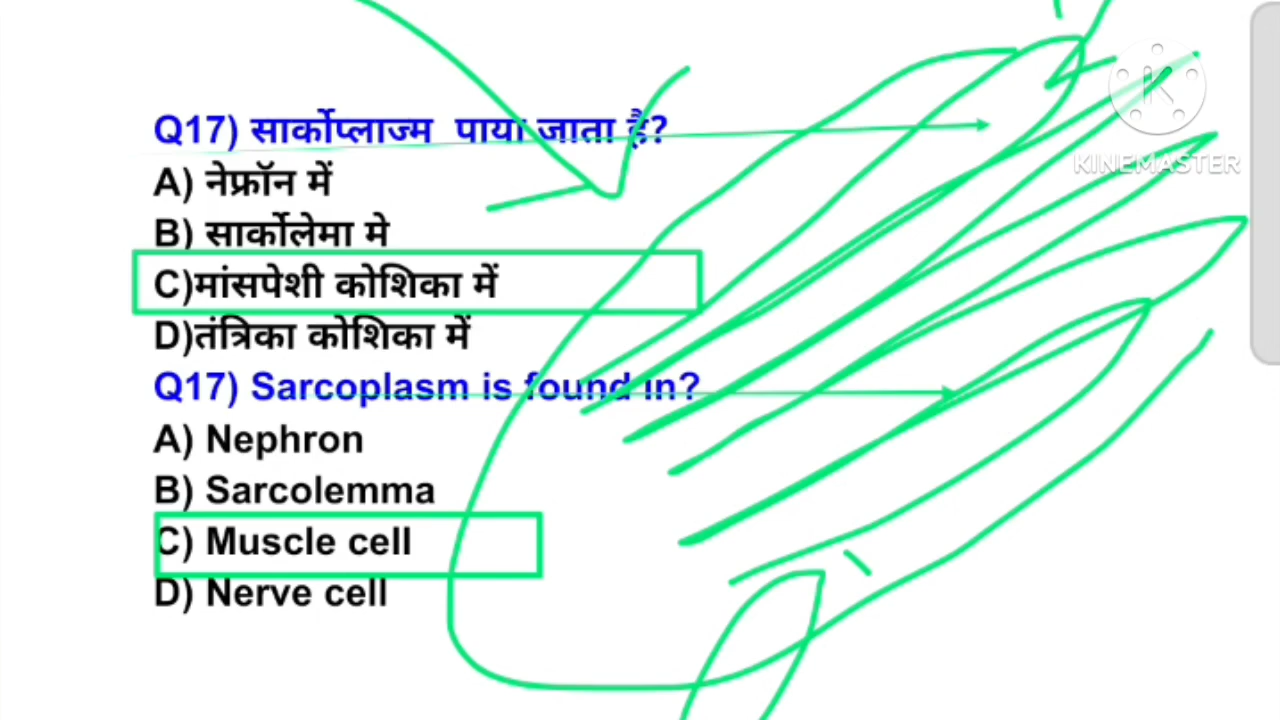 Q17) सार्कोप्लाज्म पाया जाता है?
A) नेफ्रॉन में
B) सार्कोलेमा मे
C)मांसपेशी कोशिका में
D)तंत्रिका कोशिका में
Q17) Sarcoplasm is found in?
A) Nephron
B) Sarcolemma
C) Muscle cell
D) Nerve cell
KINEMASTER